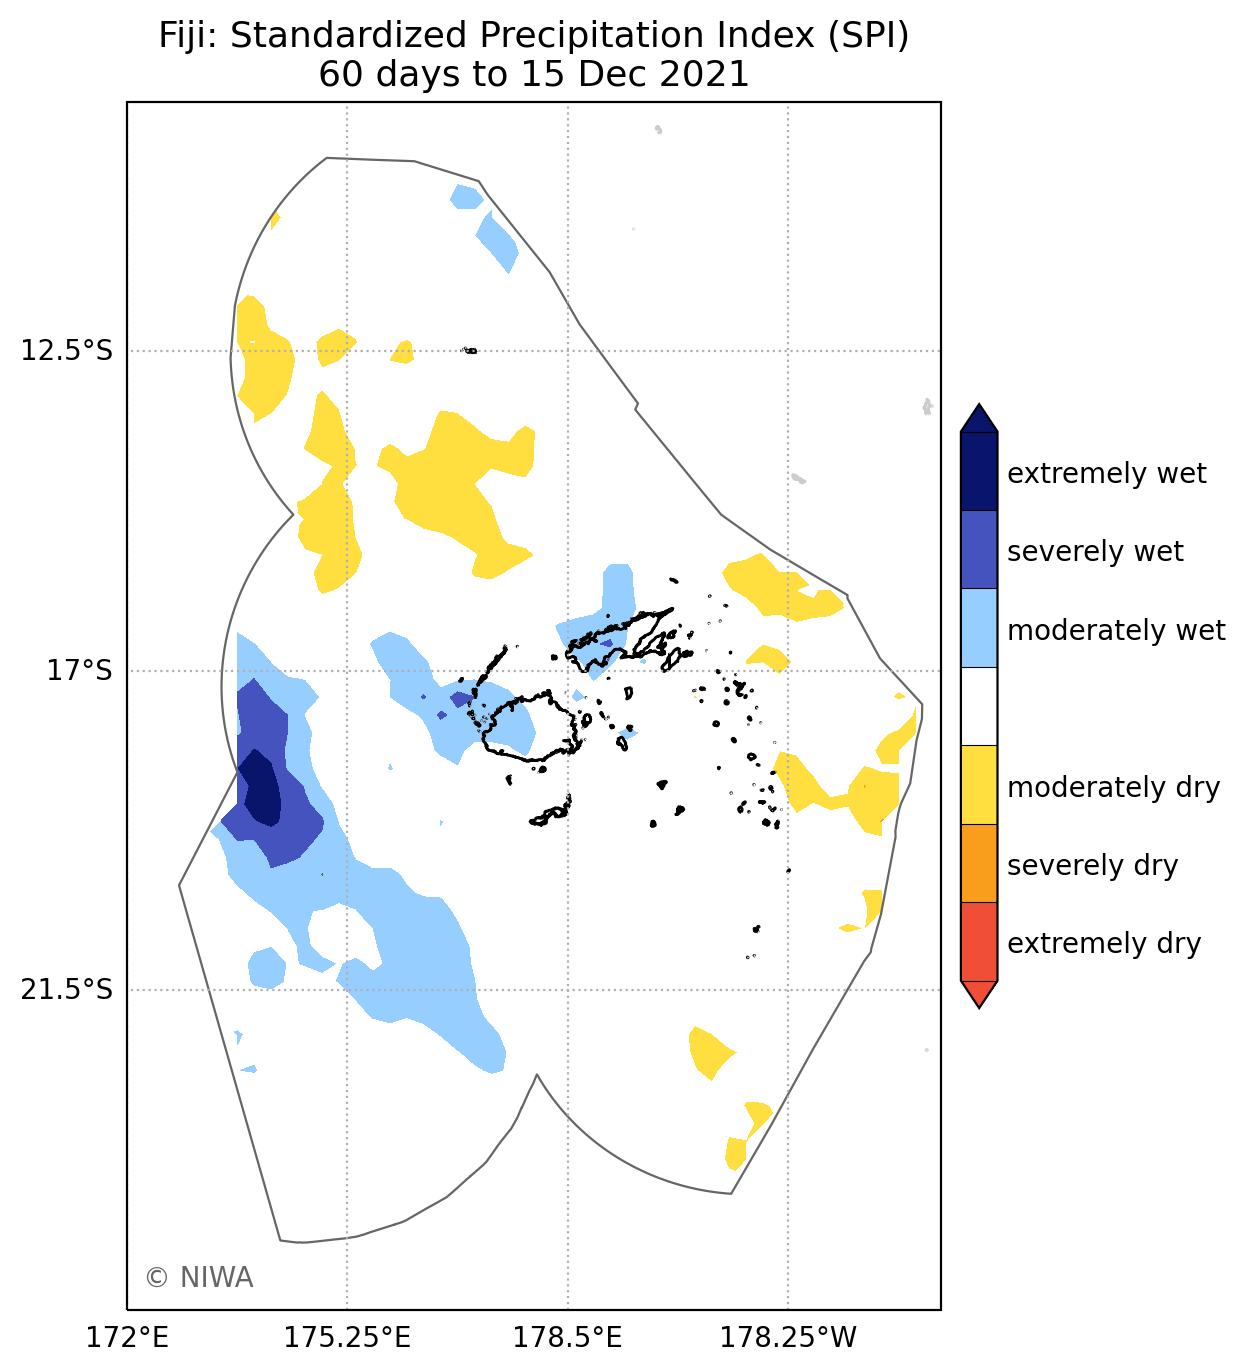 Fiji: Standardized Precipitation Index (SPI)
60 days to 15 Dec 2021
12.5°S
17°S
21.5°S
172°E
175.25°E
178.5°E
178.25°W
© NIWA
extremely wet
severely wet
moderately wet
moderately dry
severely dry
extremely dry